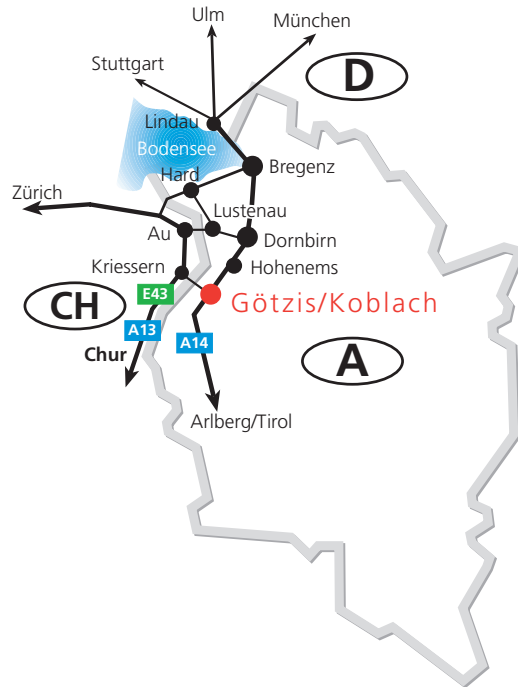 Ulm
München
Stuttgart
D
Lindau
Bodensee
Bregenz
Hard
Zürich
Lustenau
Au
Dornbirn
Kriessern
Hohenems
E43
Götzis/Koblach
CH
A13
A14
Chur
A
Arlberg/Tirol